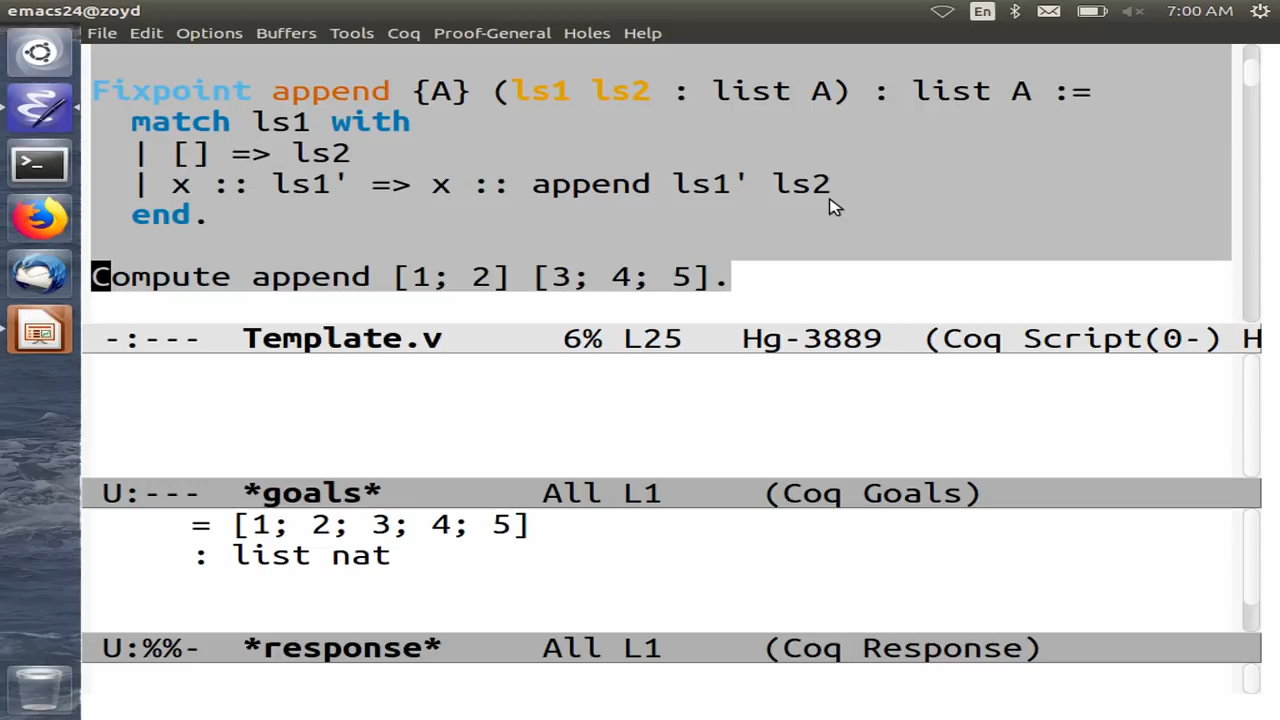 emacs24@zoyd
En
7:00 AM
File Edit Options Buffers Tools Coq Proof-General Holes Help
Fixpoint append {A} (ls1 ls2 : list A) : list A :=
match ls1 with
| [] => ls2
| x :: ls1' => x :: append ls1' ls2
end.
Compute append [1; 2] [3; 4; 5].
-:--- Template.v 6% L25 Hg-3889 (Coq Script(0-) H
U:--- *goals* All L1 (Coq Goals)
= [1; 2; 3; 4; 5]
: list nat
U:%%- *response* All L1 (Coq Response)